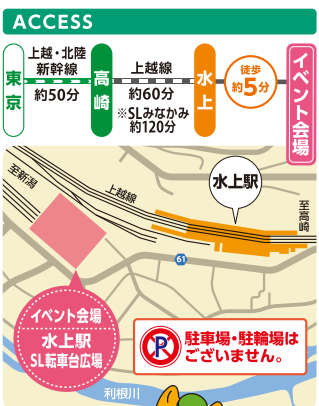 ACCESS
東京
上越・北陸
新幹線
約50分
高崎
上越線
約60分
※SLみなかみ
約120分
水上
徒歩
約5分
イベント会場
至新潟
上越線
水上駅
至高崎
61
イベント会場
水上駅
SL転車台広場
P
駐車場・駐輪場は
ございません。
利根川